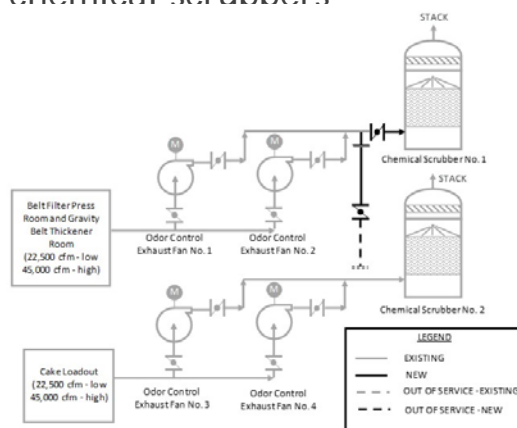 chemical scrubbers
STACK
M
M
Chemical Scrubber No. 1
STACK
Belt Filter Press
Room and Gravity
Belt Thickener
Room
(22,500 cfm - low
45,000 cfm - high)
Odor Control
Exhaust Fan No. 1
Odor Control
Exhaust Fan No. 2
M
M
Chemical Scrubber No. 2
Cake Loadout
(22,500 cfm - low
45,000 cfm - high)
Odor Control
Exhaust Fan No. 3
Odor Control
Exhaust Fan No. 4
LEGEND
EXISTING
NEW
OUT OF SERVICE -EXISTING
OUT OF SERVICE -NEW